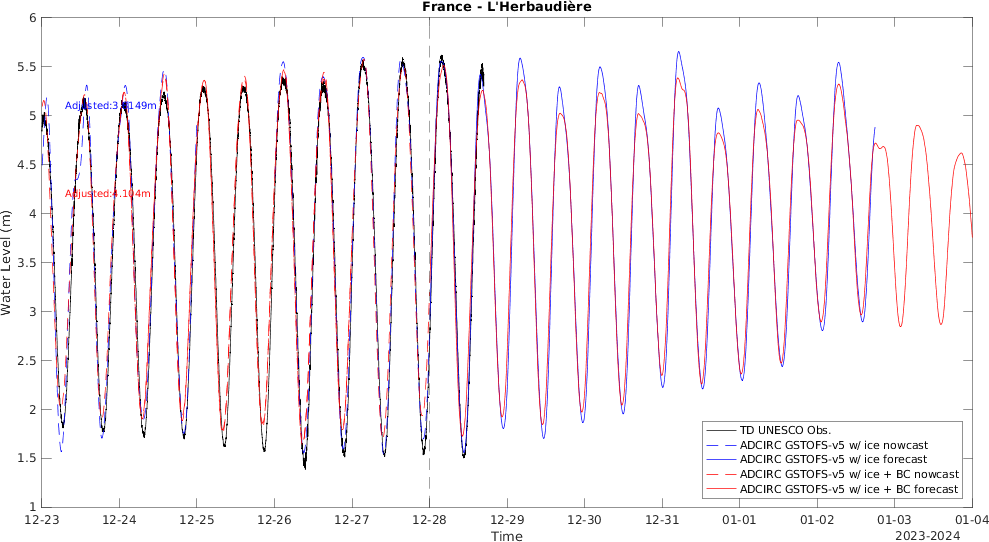 France - L'Herbaudière
Water Level (m)
6
5.5
5
4.5
4
3.5
3
2.5
2
1.5
1
Adjusted:4.104m
TD UNESCO Obs.
ADCIRC GSTOFS-v5 w/ ice nowcast
ADCIRC GSTOFS-v5 w/ ice forecast
ADCIRC GSTOFS-v5 w/ ice + BC nowcast
ADCIRC GSTOFS-v5 w/ ice + BC forecast
12-23 12-24 12-25 12-26 12-27 12-28 12-29 12-30 12-31 01-01 01-02 01-03 01-04
Time
2023-2024